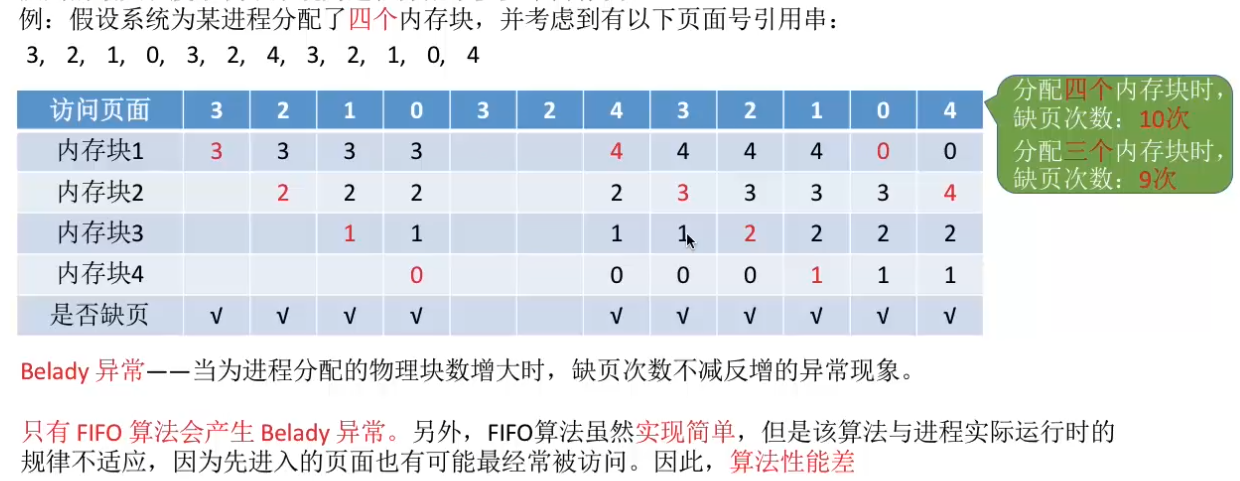 例：假设系统为某进程分配了四个内存块，并考虑到有以下页面号引用串：
3, 2, 1, 0, 3, 2, 4, 3, 2, 1, 0, 4
访问页面 3 2 1 0 3 2 4 3 2 1 0 4
内存块1 3 3 3 3 4 4 4 4 0 0
内存块2 2 2 2 2 3 3 3 3 4
内存块3 1 1 1 1 2 2 2 2
内存块4 0 0 0 0 1 1 1
是否缺页 √ √ √ √ √ √ √ √ √ √
分配四个内存块时，
缺页次数：10次
分配三个内存块时，
缺页次数：9次
Belady 异常——当为进程分配的物理块数增大时，缺页次数不减反增的异常现象。
只有 FIFO 算法会产生 Belady 异常。另外，FIFO算法虽然实现简单，但是该算法与进程实际运行时的
规律不适应，因为先进入的页面也有可能最经常被访问。因此，算法性能差